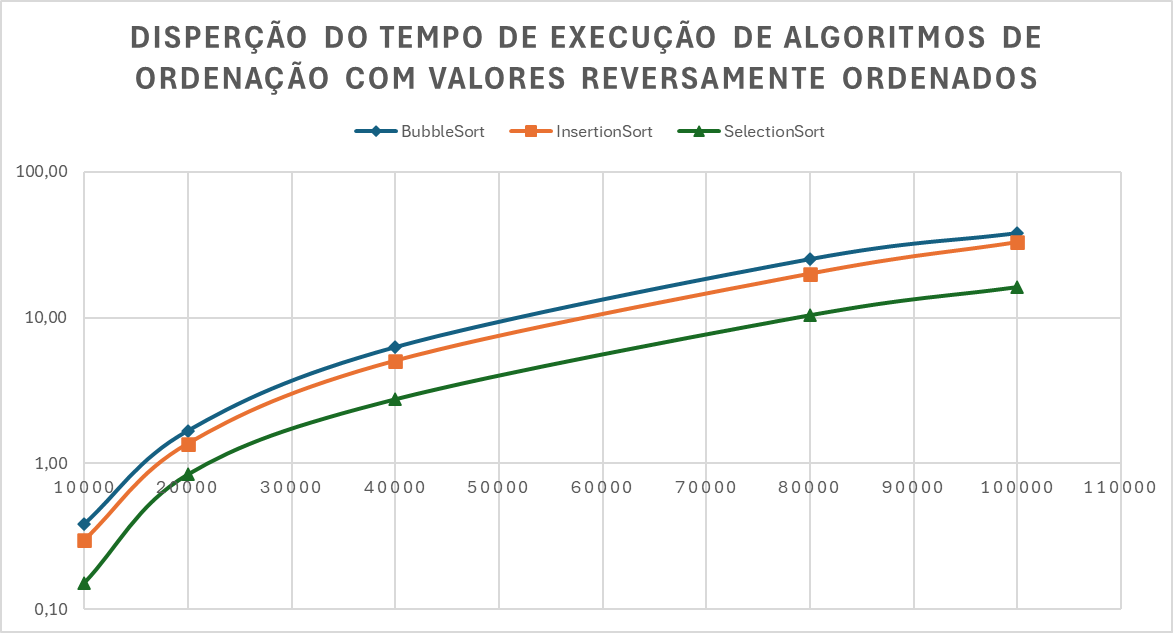 DISPERÇÃO DO TEMPO DE EXECUÇÃO DE ALGORITMOS DE
ORDENAÇÃO COM VALORES REVERSAMENTE ORDENADOS
BubbleSort InsertionSort SelectionSort
100,00
10,00
1,00
10000 20000 30000 40000 50000 60000 70000 80000 90000 100000 110000
0,10